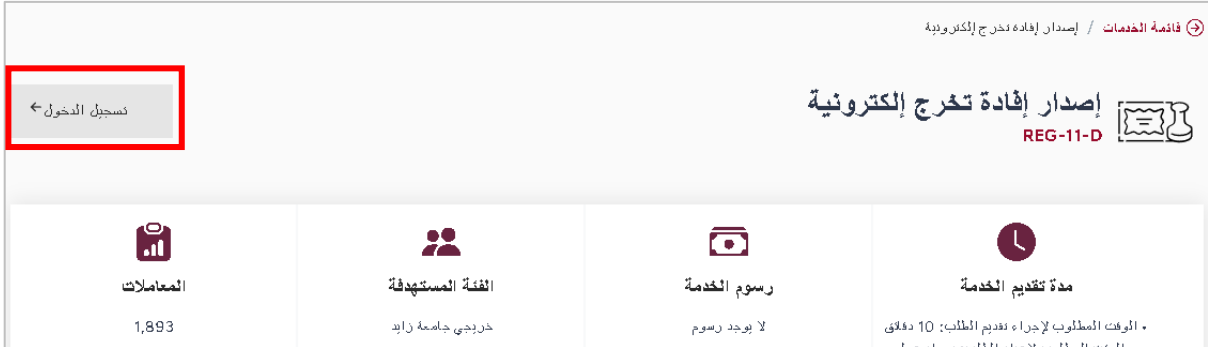 قائمة الخدمات / إصدار إفادة تخرج إلكترونية
إصدار إفادة تخرج إلكترونية
REG-11-D
تسجيل الدخول ←
مدة تقديم الخدمة
• الوقت المطلوب لإجراء تقديم الطلب: 10 دقائق
رسوم الخدمة
لا يوجد رسوم
الفئة المستهدفة
خريجي جامعة زايد
المعاملات
1,893